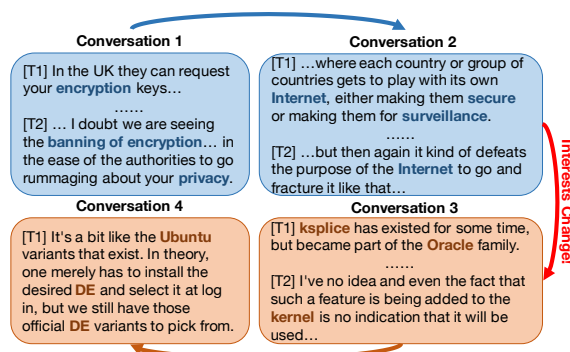 Conversation 1
[T1] In the UK they can request
your encryption keys…
……
[T2] … I doubt we are seeing
the banning of encryption… in
the ease of the authorities to go
rummaging about your privacy.
Conversation 2
[T1] …where each country or group of
countries gets to play with its own
Internet, either making them secure
or making them for surveillance.
……
[T2] …but then again it kind of defeats
the purpose of the Internet to go and
fracture it like that…
Interests Change!
Conversation 4
[T1] It's a bit like the Ubuntu
variants that exist. In theory,
one merely has to install the
desired DE and select it at log
in, but we still have those
official DE variants to pick from.
Conversation 3
[T1] ksplice has existed for some time,
but became part of the Oracle family.
……
[T2] I've no idea and even the fact that
such a feature is being added to the
kernel is no indication that it will be
used…